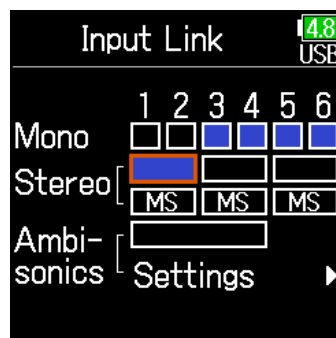 Input Link
4.8
USB
1 2 3 4 5 6
Mono
Stereo
MS MS MS
Ambi-
sonics
Settings